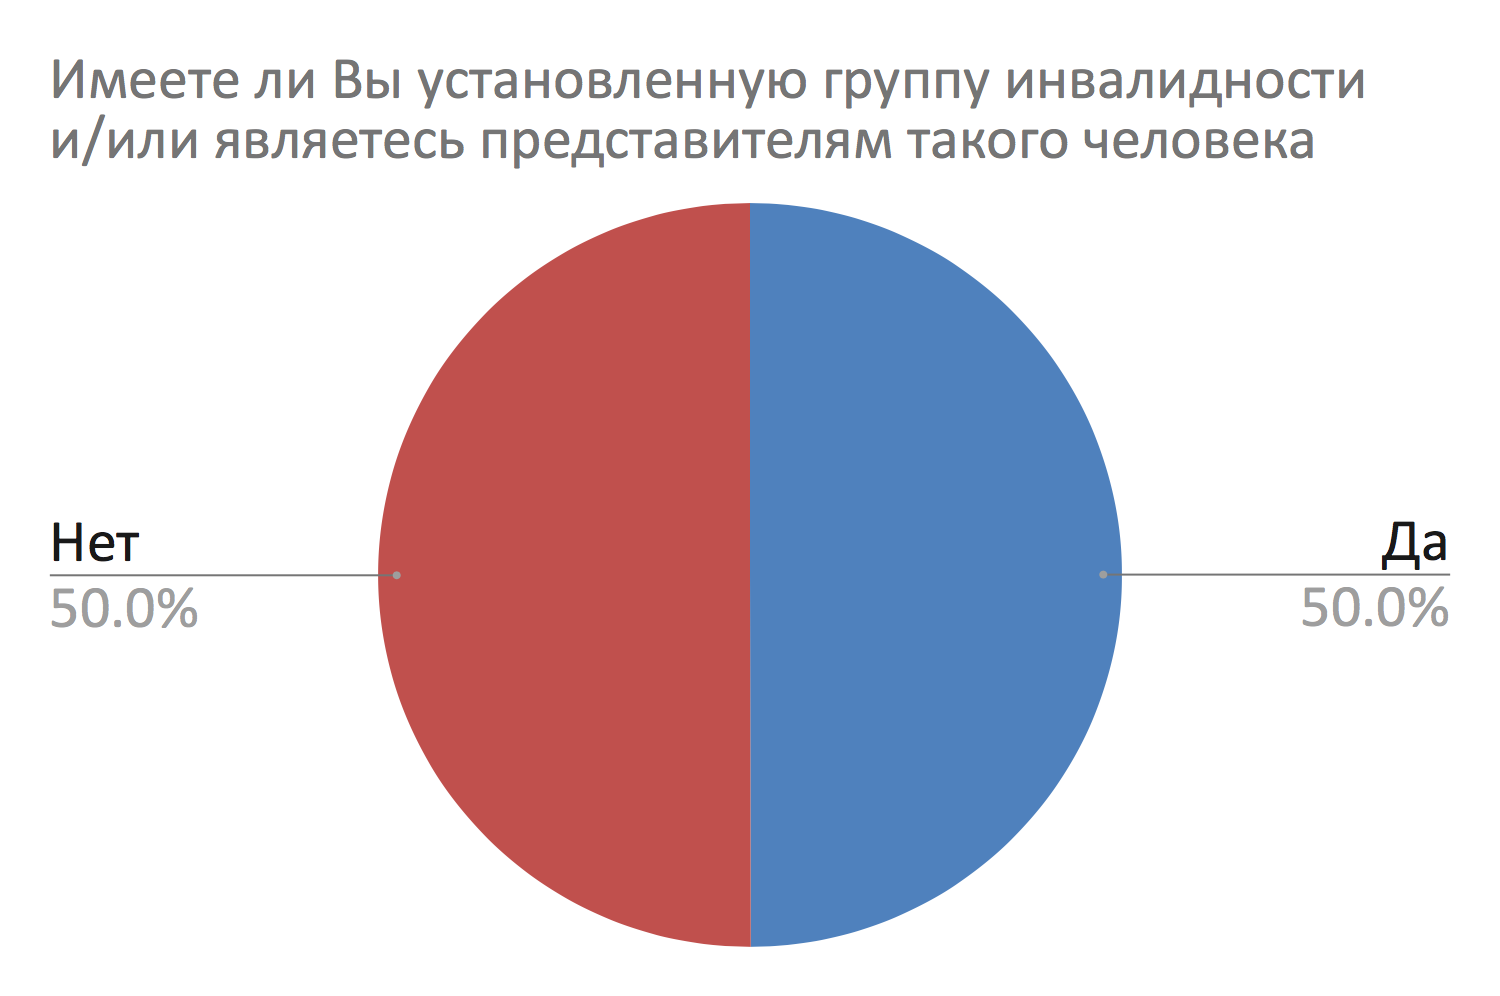 Имеете ли Вы установленную группу инвалидности
и/или являетесь представителям такого человека
Нет
50.0%
Да
50.0%